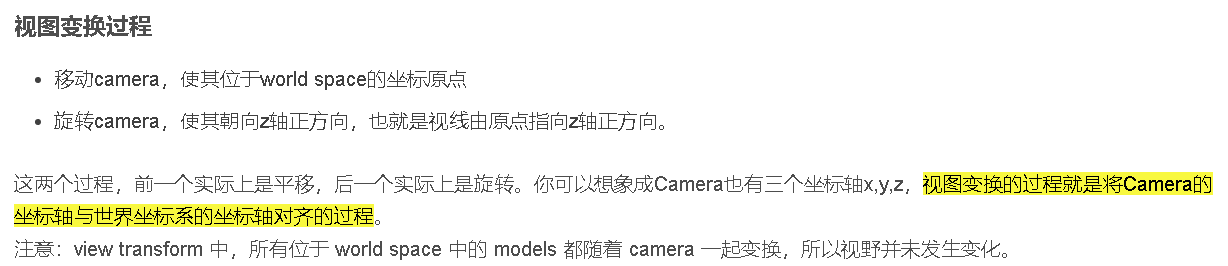 视图变换过程
移动camera，使其位于world space的坐标原点
旋转camera，使其朝向z轴正方向，也就是视线由原点指向z轴正方向。
这两个过程，前一个实际上是平移，后一个实际上是旋转。你可以想象成Camera也有三个坐标轴x,y,z，视图变换的过程就是将Camera的
坐标轴与世界坐标系的坐标轴对齐的过程。
注意：view transform 中，所有位于 world space 中的 models 都随着 camera 一起变换，所以视野并未发生变化。